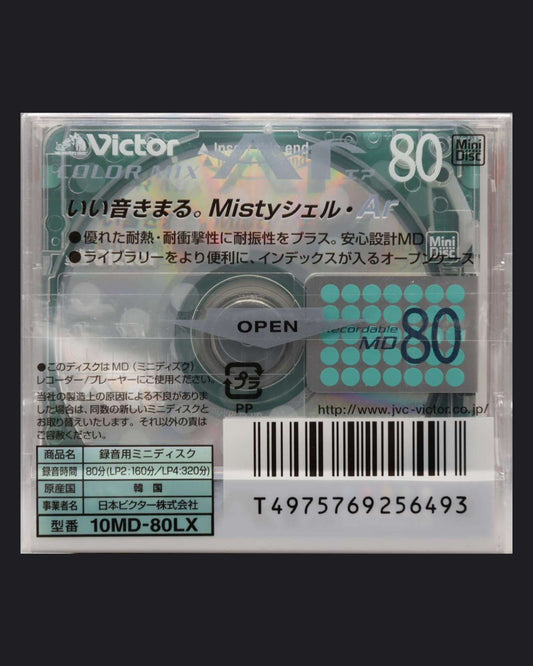 Victor
80
Mini Disc
COLOR MIX Ar
いい音きまる。Mistyシェル・Ar
●優れた耐熱・耐衝撃性に耐振性をプラス。安心設計MD
●ライブラリーをより便利に、インデックスが入るオープンケース
Mini Disc
OPEN
Recordable
MD 80
●このディスクはMD(ミニディスク)
レコーダー/プレーヤーにご使用ください。
当社の製造上の原因による不良がありま
した場合は、同数の新しいミニディスクと
お取り替えいたします。それ以外の責は
ご容赦ください。
プラ
PP
http://www.jvc-victor.co.jp/
商品名 録音用ミニディスク
録音時間 80分(LP2:160分/LP4:320分)
原産国 韓国
事業者名 日本ビクター株式会社
型番 10MD-80LX
T4975769256493